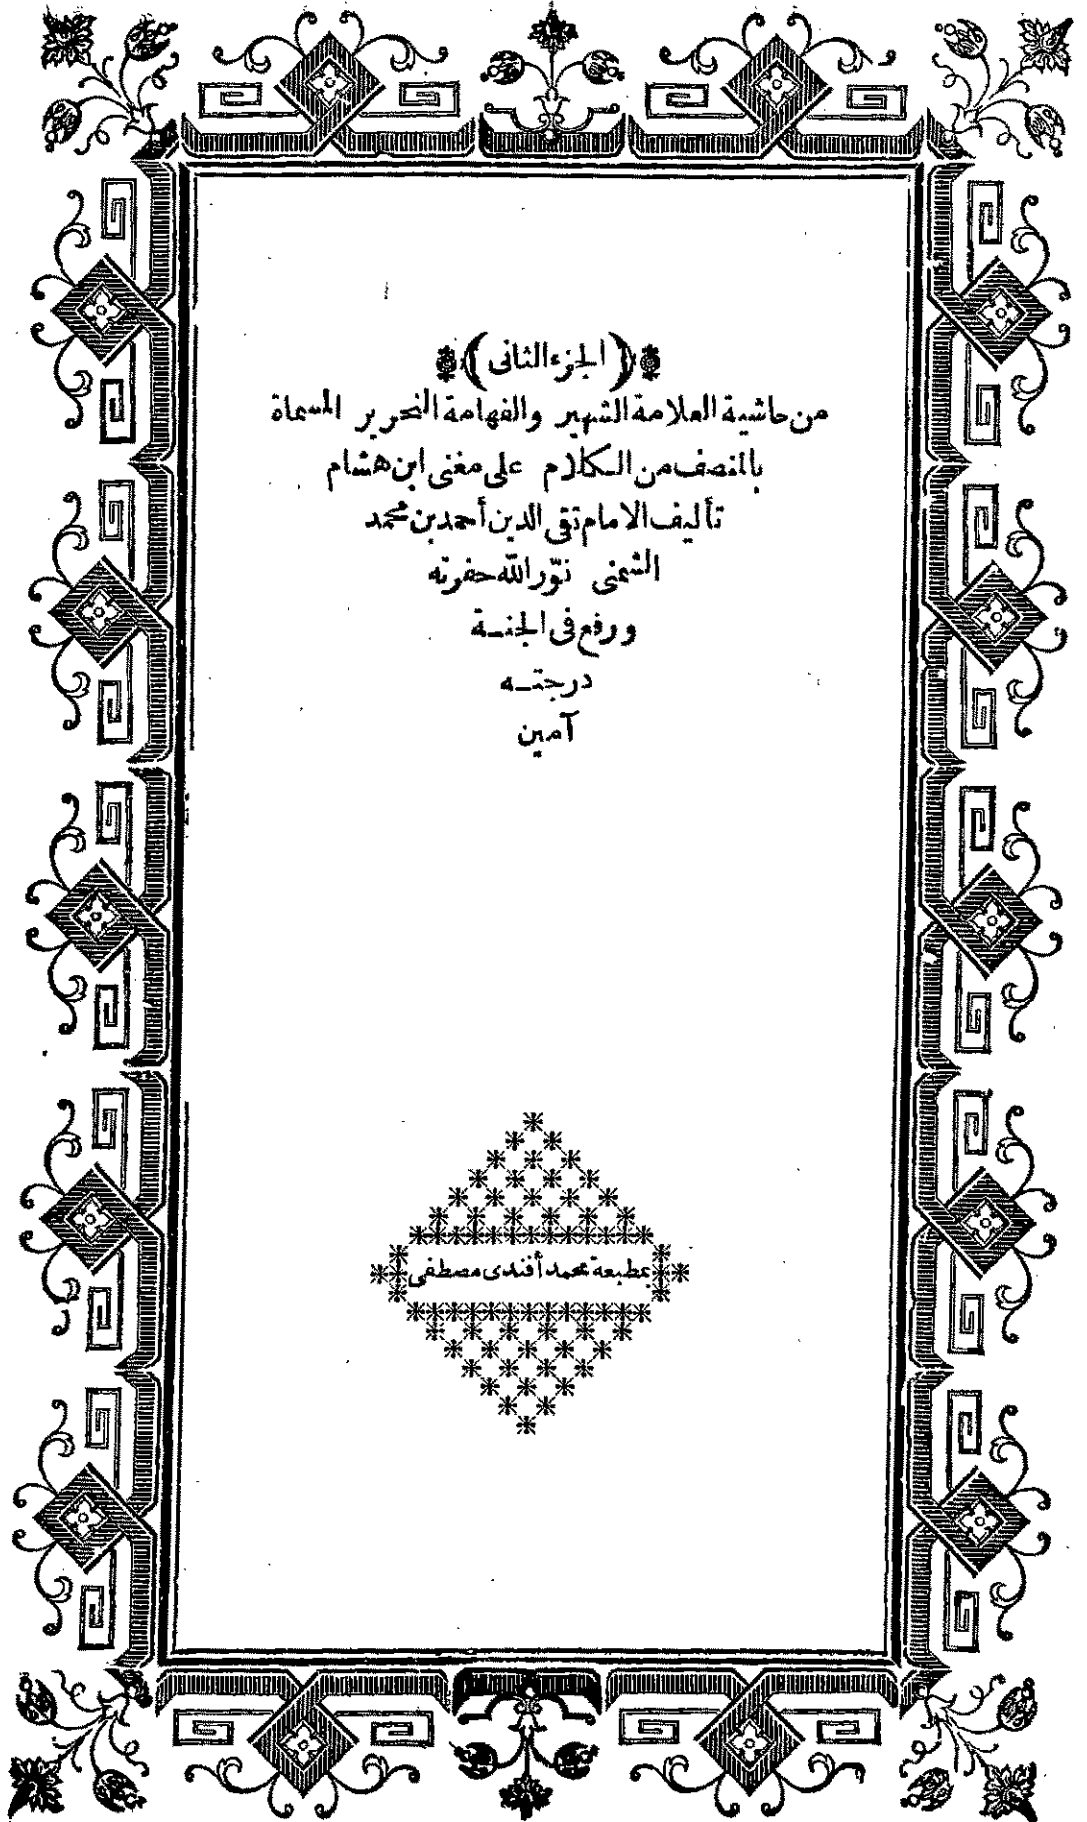 (الجزء الثانى)
من حاشية العلامة الشهير والفهامة النحرير المسماة
بالمنصف من الكلام على مغنى ابن هشام
تأليف الامام تقى الدين أحمد بن محمد
الشمنى نوّر الله حفرته
ورفع فى الجنة
درجته
آمين
مطبعة محمد أفندى مصطفى